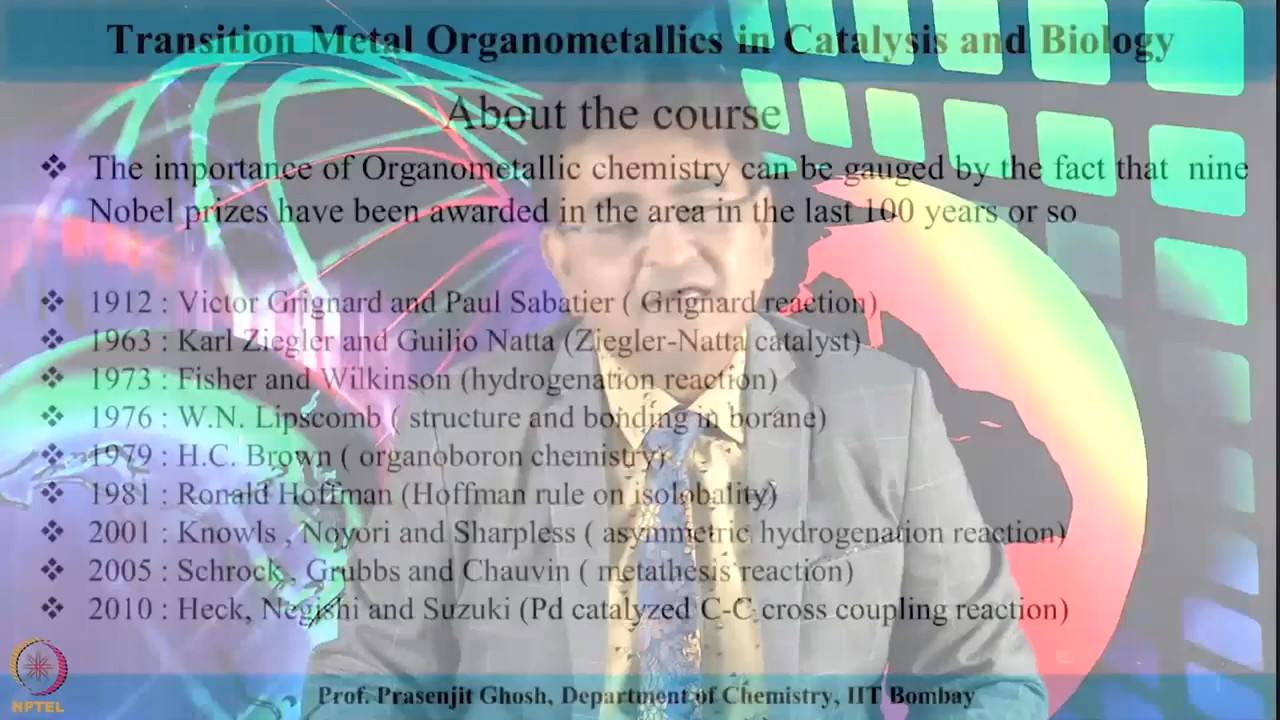 Transition Metal Organometallics in Catalysis and Biology
About the course
❖ The importance of Organometallic chemistry can be gauged by the fact that nine
Nobel prizes have been awarded in the area in the last 100 years or so
❖ 1912 : Victor Grignard and Paul Sabatier ( Grignard reaction)
❖ 1963 : Karl Ziegler and Guilio Natta (Ziegler-Natta catalyst)
❖ 1973 : Fisher and Wilkinson (hydrogenation reaction)
❖ 1976 : W.N. Lipscomb ( structure and bonding in borane)
❖ 1979 : H.C. Brown ( organoboron chemistry)
❖ 1981 : Ronald Hoffman (Hoffman rule on isolobality)
❖ 2001 : Knowls , Noyori and Sharpless ( asymmetric hydrogenation reaction)
❖ 2005 : Schrock , Grubbs and Chauvin ( metathesis reaction)
❖ 2010 : Heck, Negishi and Suzuki (Pd catalyzed C-C cross coupling reaction)
Prof. Prasenjit Ghosh, Department of Chemistry, IIT Bombay
NPTEL